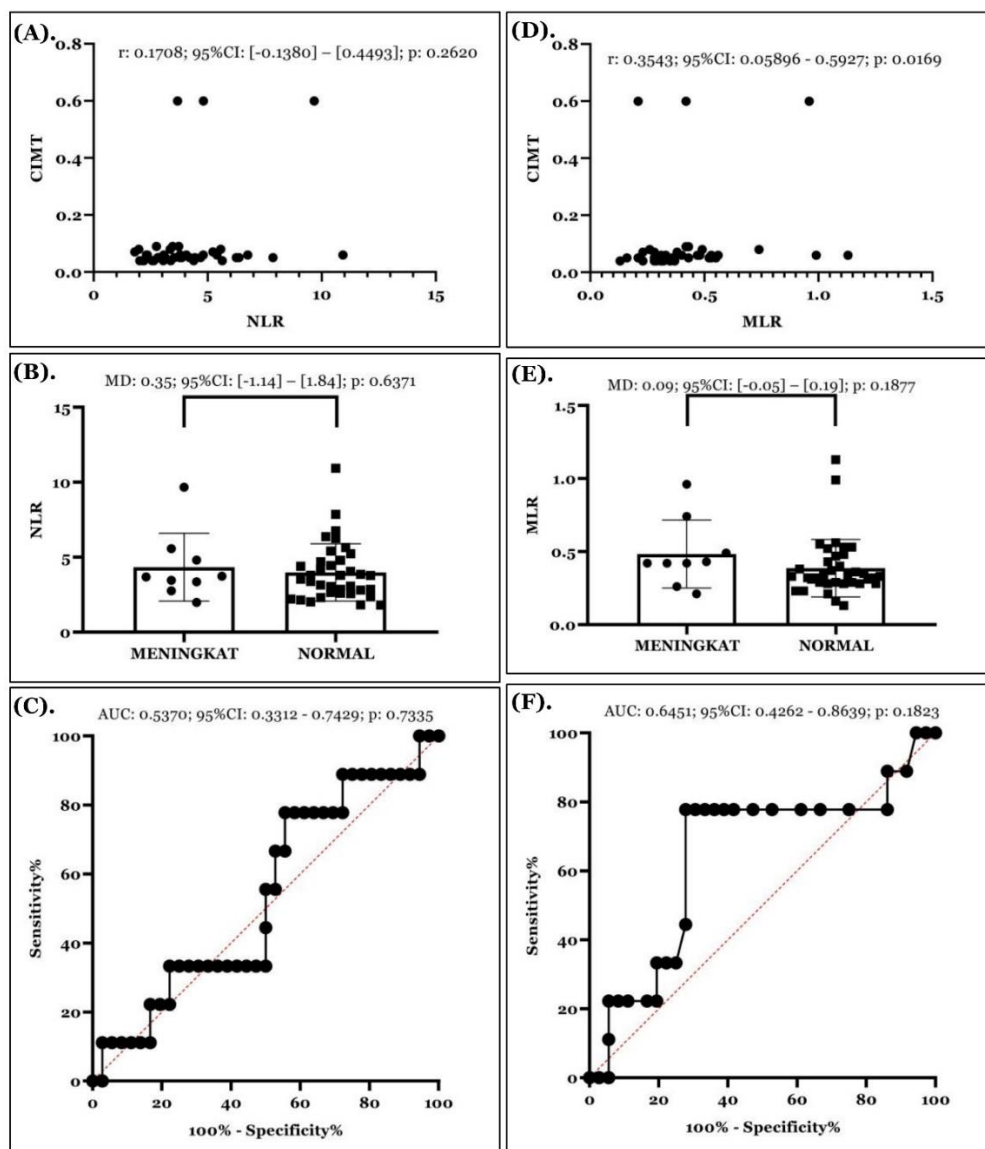 (A).
r: 0.1708; 95%CI: [-0.1380] – [0.4493]; p: 0.2620
0.8
0.6
0.4
0.2
0.0
CIMT
0
5
10
15
NLR
(D).
r: 0.3543; 95%CI: 0.05896 - 0.5927; p: 0.0169
0.8
0.6
0.4
0.2
0.0
CIMT
0.0
0.5
1.0
1.5
MLR
(B).
MD: 0.35; 95%CI: [-1.14] – [1.84]; p: 0.6371
15
10
5
0
NLR
MENINGKAT
NORMAL
(E).
MD: 0.09; 95%CI: [-0.05] – [0.19]; p: 0.1877
1.5
1.0
0.5
0.0
MLR
MENINGKAT
NORMAL
(C).
AUC: 0.5370; 95%CI: 0.3312 - 0.7429; p: 0.7335
100
80
60
40
20
0
Sensitivity%
0
20
40
60
80
100
100% - Specificity%
(F).
AUC: 0.6451; 95%CI: 0.4262 - 0.8639; p: 0.1823
100
80
60
40
20
0
Sensitivity%
0
20
40
60
80
100
100% - Specificity%